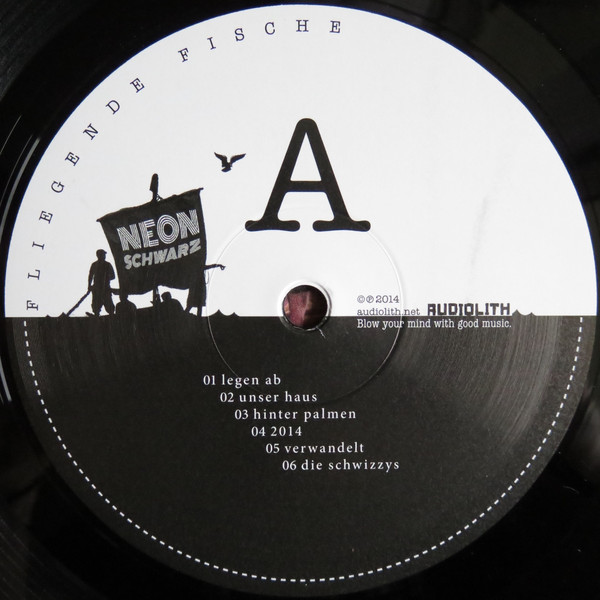 FLIEGENDE FISCHE
A
NEON
SCHWARZ
©℗2014
audiolith.net AUDIOLITH
Blow your mind with good music.
01 legen ab
02 unser haus
03 hinter palmen
04 2014
05 verwandelt
06 die schwizzys